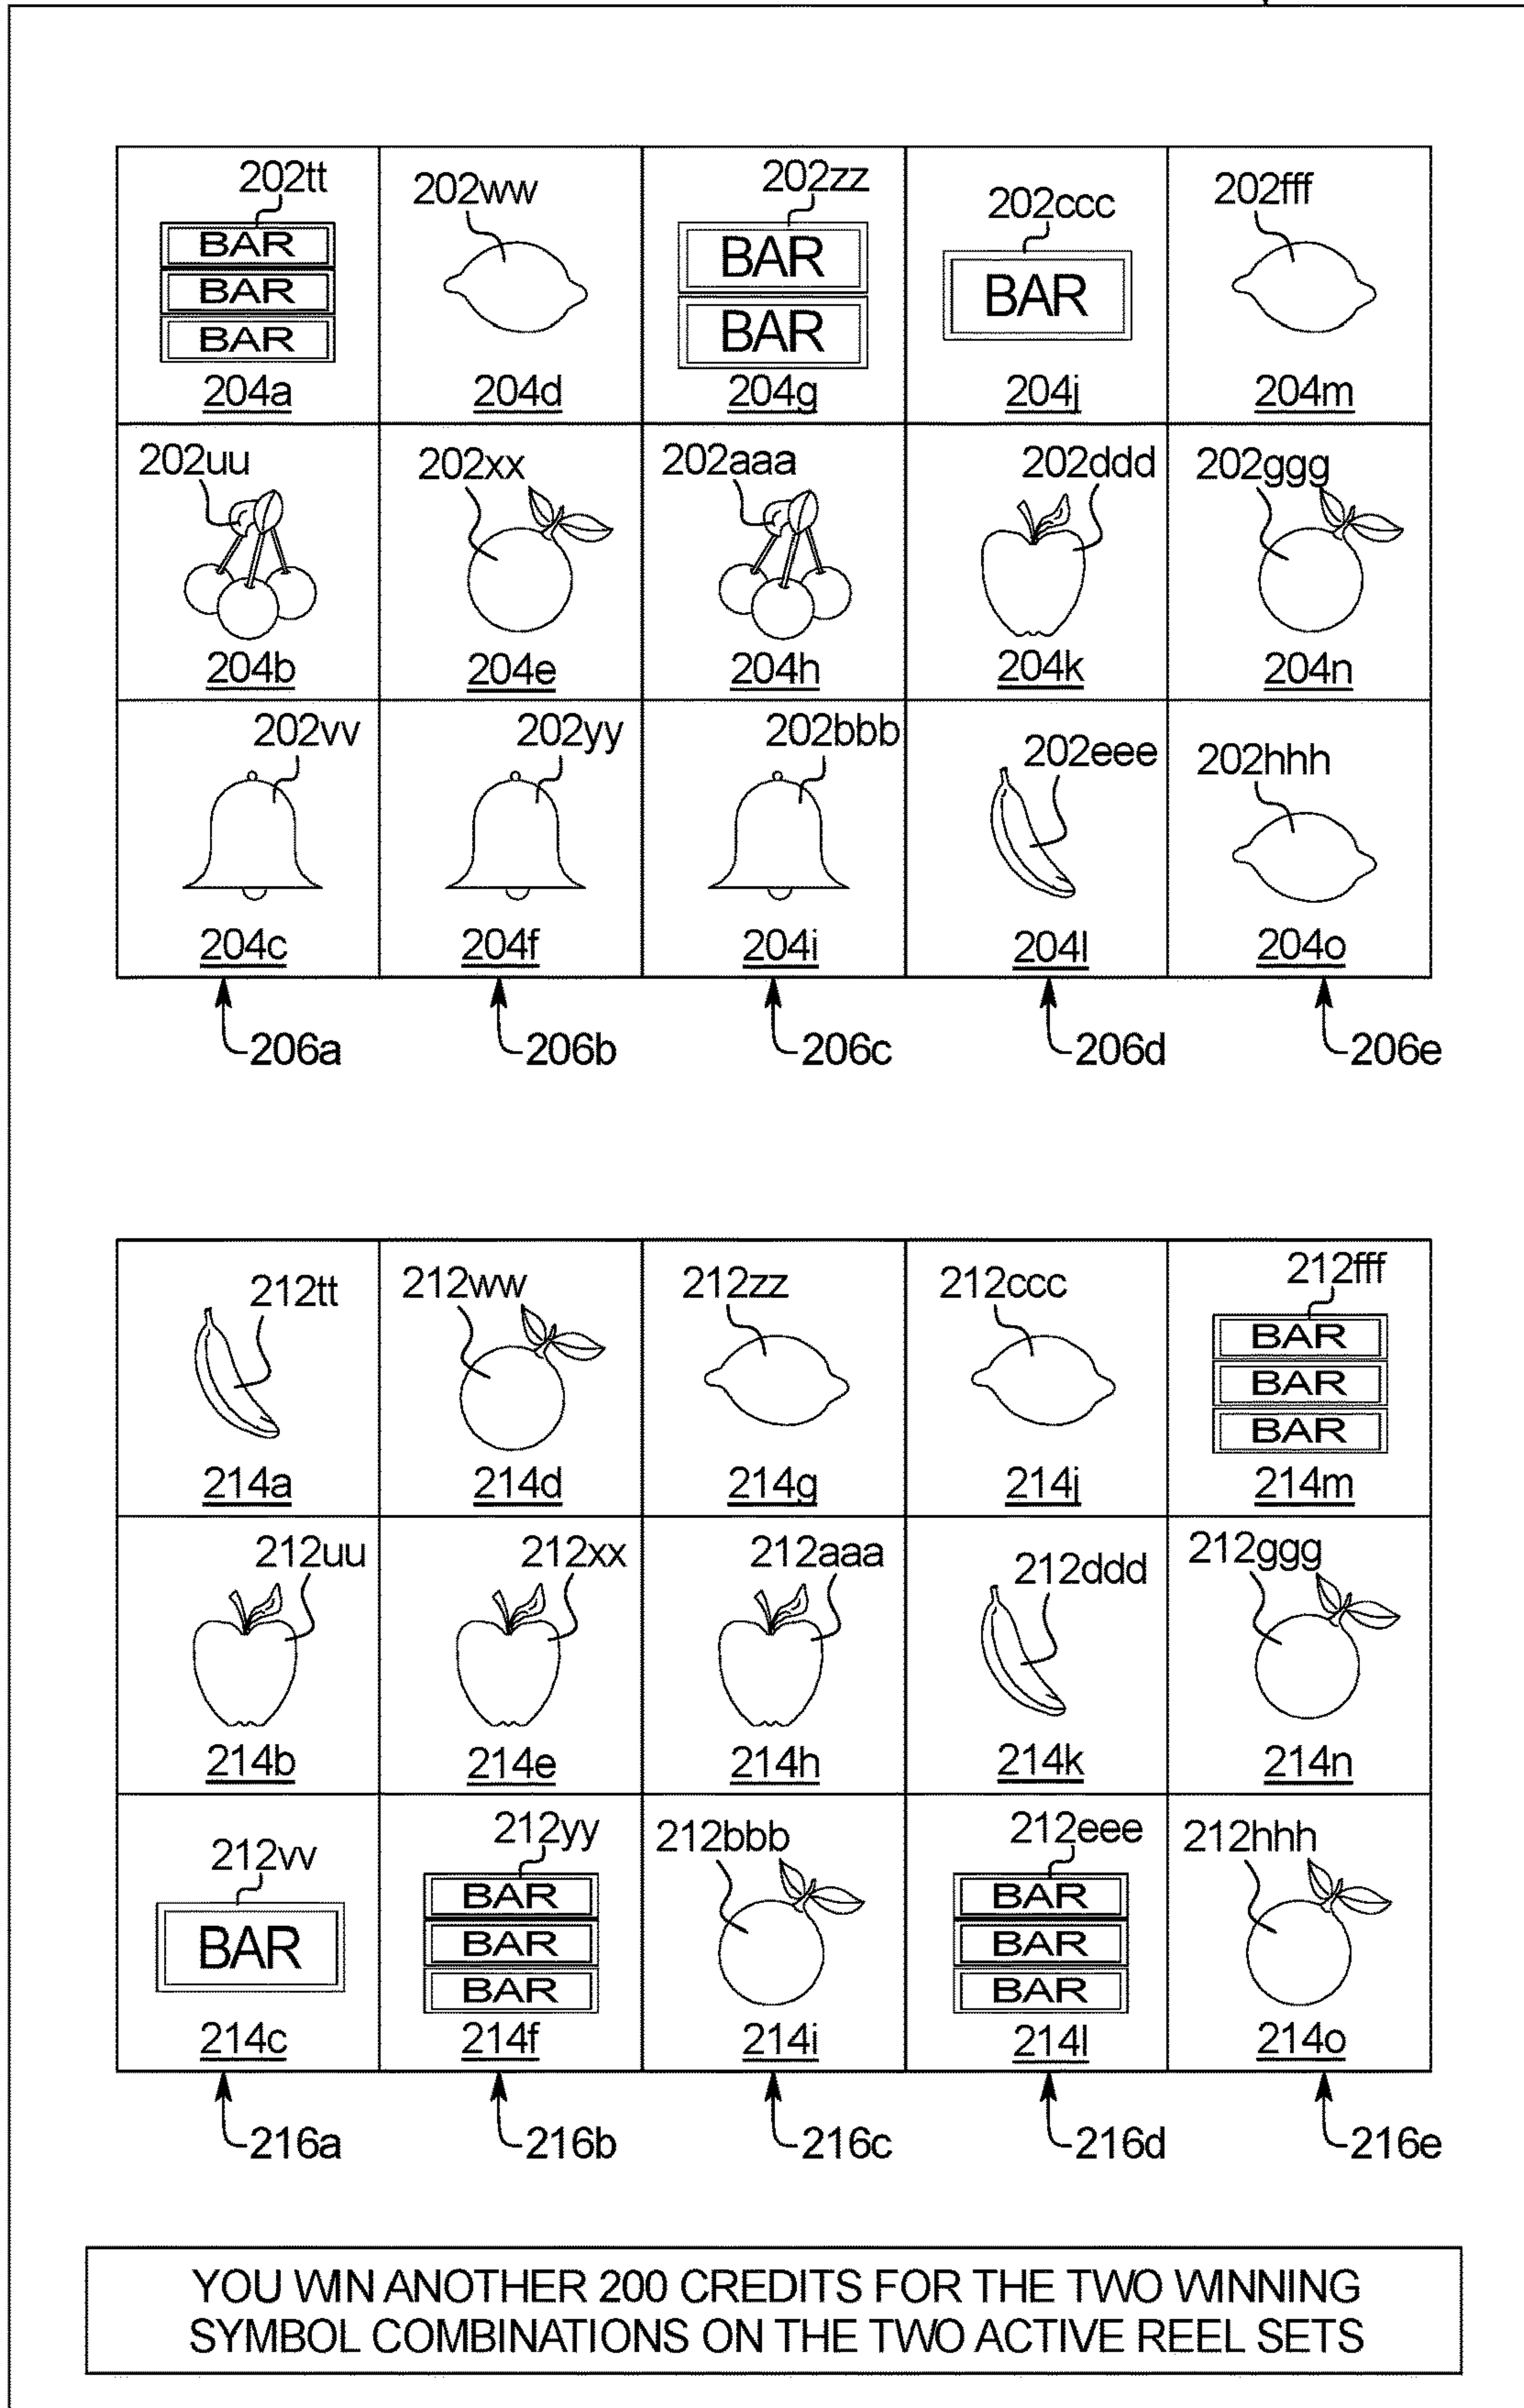 202tt 202ww 202zz 202ccc 202fff
BAR BAR BAR
BAR BAR
BAR
204a 204d 204g 204j 204m
202uu 202xx 202aaa 202ddd 202ggg
204b 204e 204h 204k 204n
202vv 202yy 202bbb 202eee 202hhh
204c 204f 204i 204l 204o
206a 206b 206c 206d 206e
212tt 212ww 212zz 212ccc 212fff
BAR
BAR
BAR
214a 214d 214g 214j 214m
212uu 212xx 212aaa 212ddd 212ggg
214b 214e 214h 214k 214n
212vv 212yy 212bbb 212eee 212hhh
BAR BAR
BAR BAR BAR
BAR BAR
214c 214f 214i 214l 214o
216a 216b 216c 216d 216e
YOU WIN ANOTHER 200 CREDITS FOR THE TWO WINNING
SYMBOL COMBINATIONS ON THE TWO ACTIVE REEL SETS